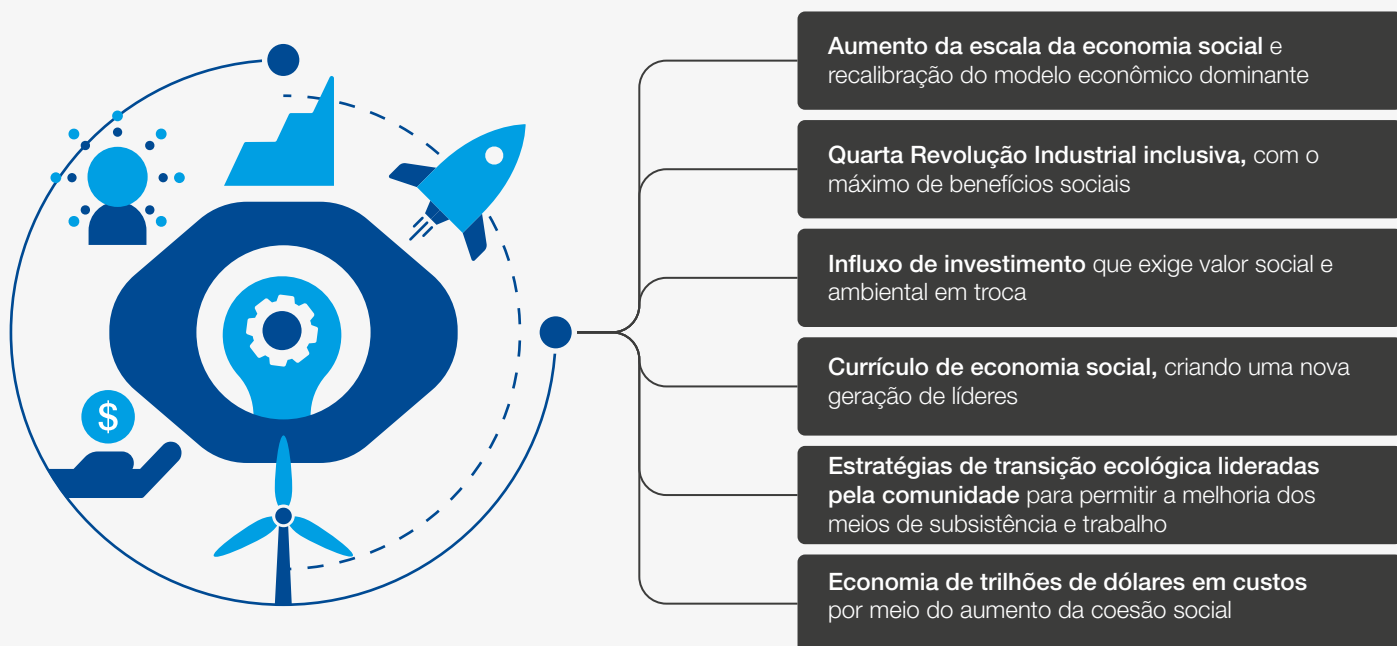 Aumento da escala da economia social e
recalibração do modelo econômico dominante
Quarta Revolução Industrial inclusiva, com o
máximo de benefícios sociais
Influxo de investimento que exige valor social e
ambiental em troca
Currículo de economia social, criando uma nova
geração de líderes
Estratégias de transição ecológica lideradas
pela comunidade para permitir a melhoria dos
meios de subsistência e trabalho
Economia de trilhões de dólares em custos
por meio do aumento da coesão social
$